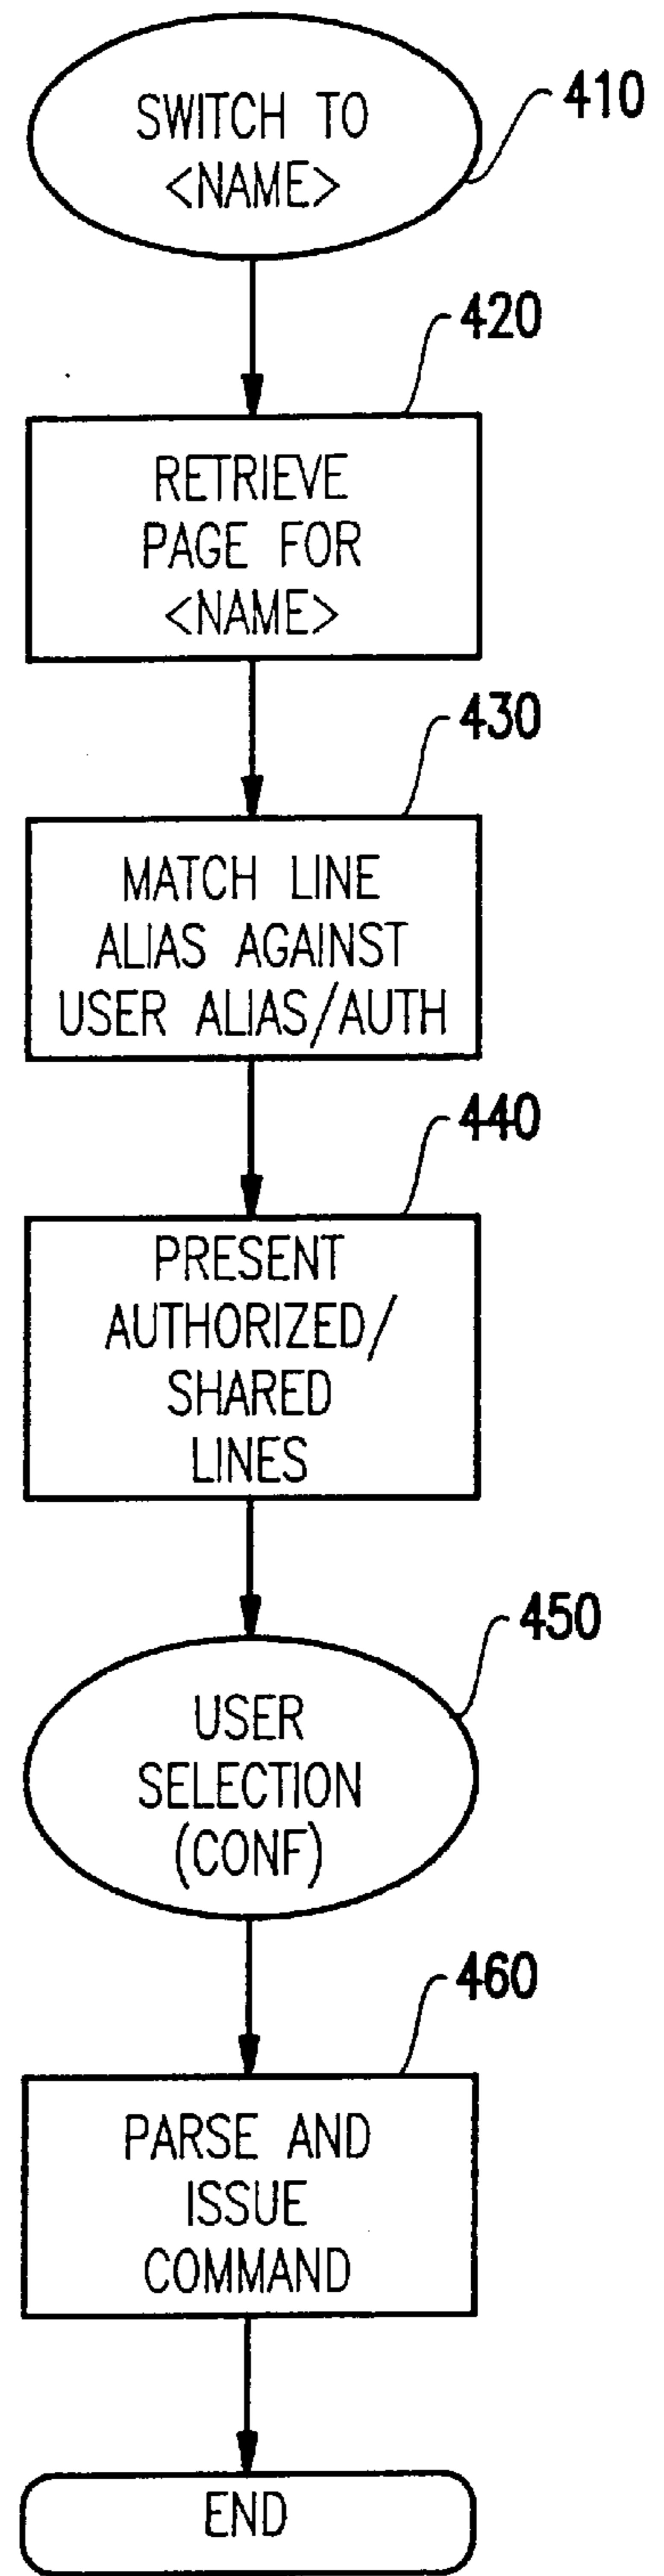 SWITCH TO
<NAME>
410
420
RETRIEVE
PAGE FOR
<NAME>
430
MATCH LINE
ALIAS AGAINST
USER ALIAS/AUTH
440
PRESENT
AUTHORIZED/
SHARED
LINES
450
USER
SELECTION
(CONF)
460
PARSE AND
ISSUE
COMMAND
END